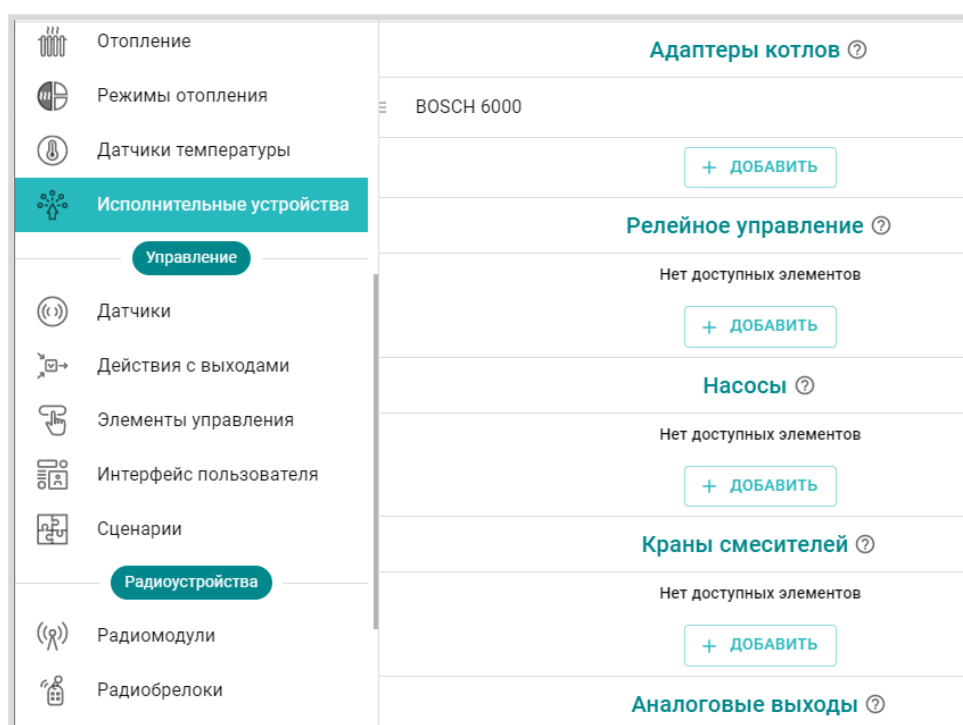 Отопление
Режимы отопления
Датчики температуры
Исполнительные устройства
Управление
Датчики
Действия с выходами
Элементы управления
Интерфейс пользователя
Сценарии
Радиоустройства
Радиомодули
Радиобрелоки
Адаптеры котлов
BOSCH 6000
+ ДОБАВИТЬ
Релейное управление
Нет доступных элементов
+ ДОБАВИТЬ
Насосы
Нет доступных элементов
+ ДОБАВИТЬ
Краны смесителей
Нет доступных элементов
+ ДОБАВИТЬ
Аналоговые выходы